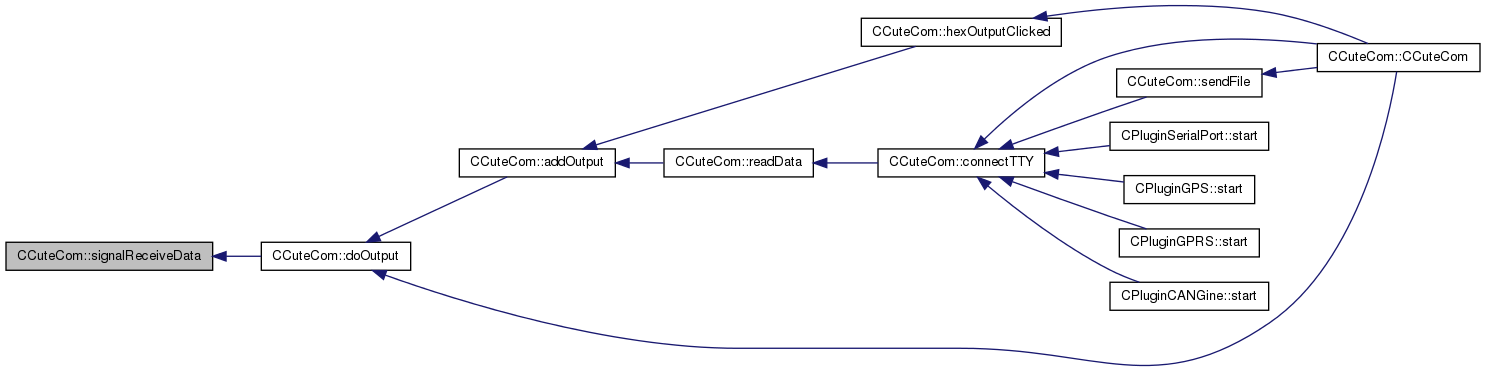 CCuteCom::hexOutputClicked
CCuteCom::CCuteCom
CCuteCom::sendFile
CPluginSerialPort::start
CCuteCom::addOutput
CCuteCom::readData
CCuteCom::connectTTY
CPluginGPS::start
CPluginGPRS::start
CCuteCom::signalReceiveData
CCuteCom::doOutput
CPluginCANGine::start